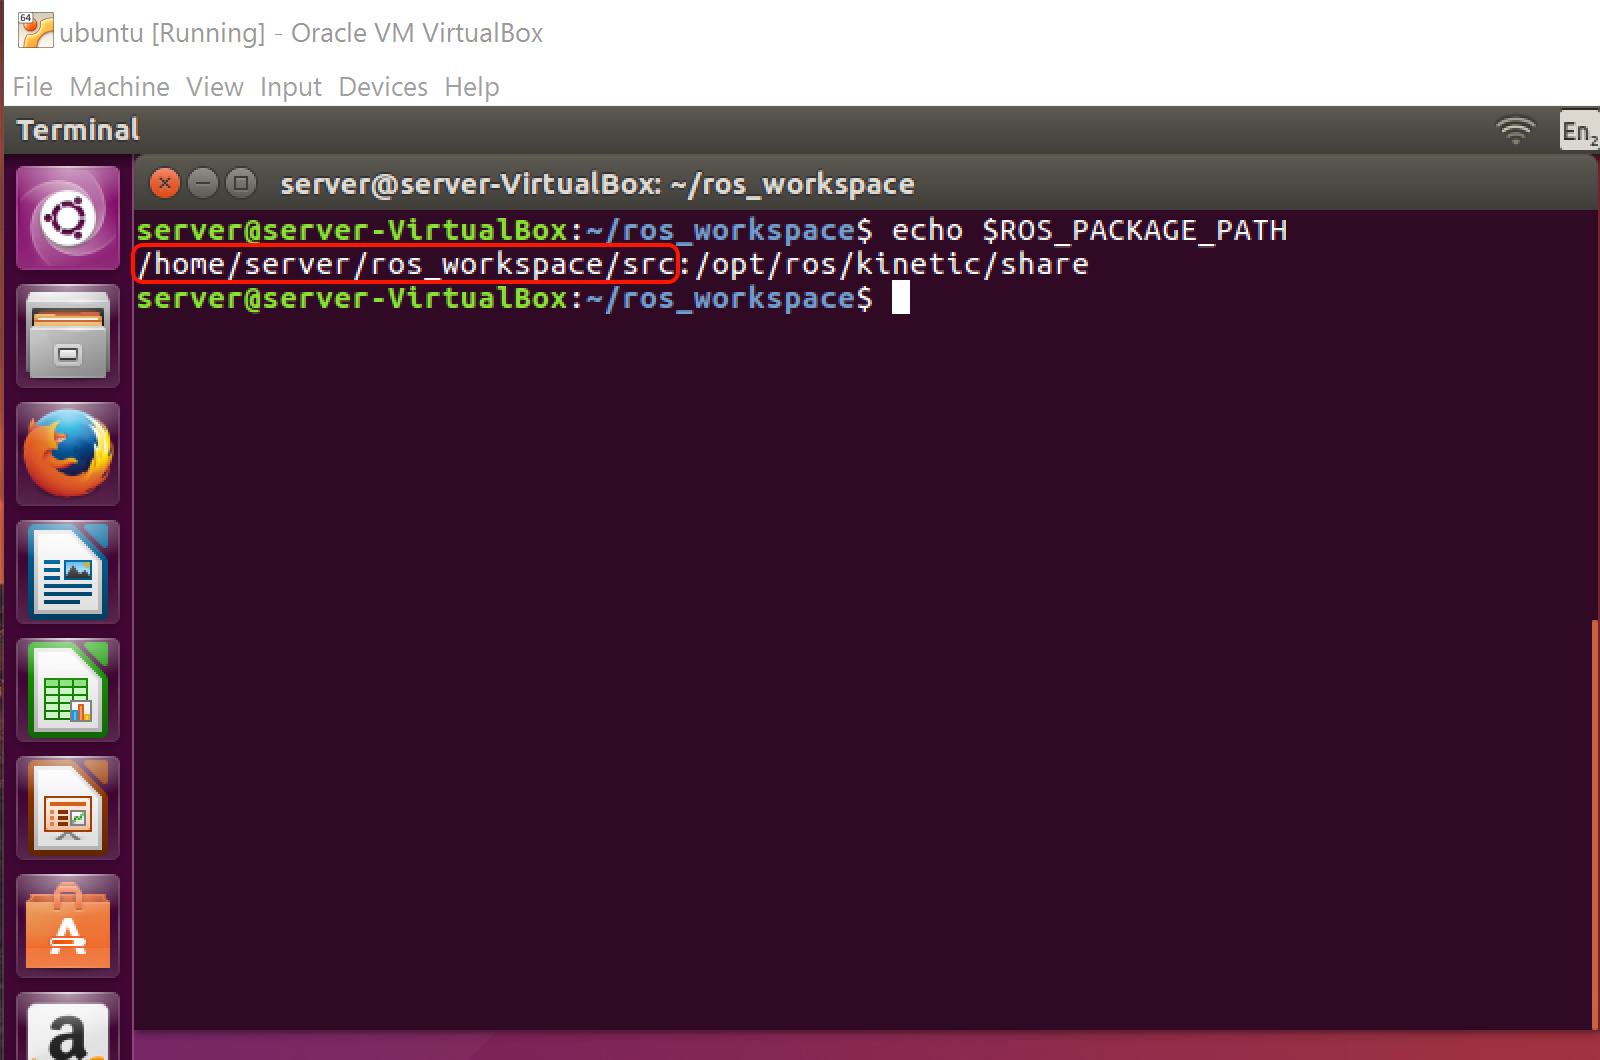 64
ubuntu [Running] - Oracle VM VirtualBox
File Machine View Input Devices Help
Terminal
En2
server@server-VirtualBox: ~/ros_workspace
server@server-VirtualBox:~/ros_workspace$ echo $ROS_PACKAGE_PATH
/home/server/ros_workspace/src:/opt/ros/kinetic/share
server@server-VirtualBox:~/ros_workspace$
A
a